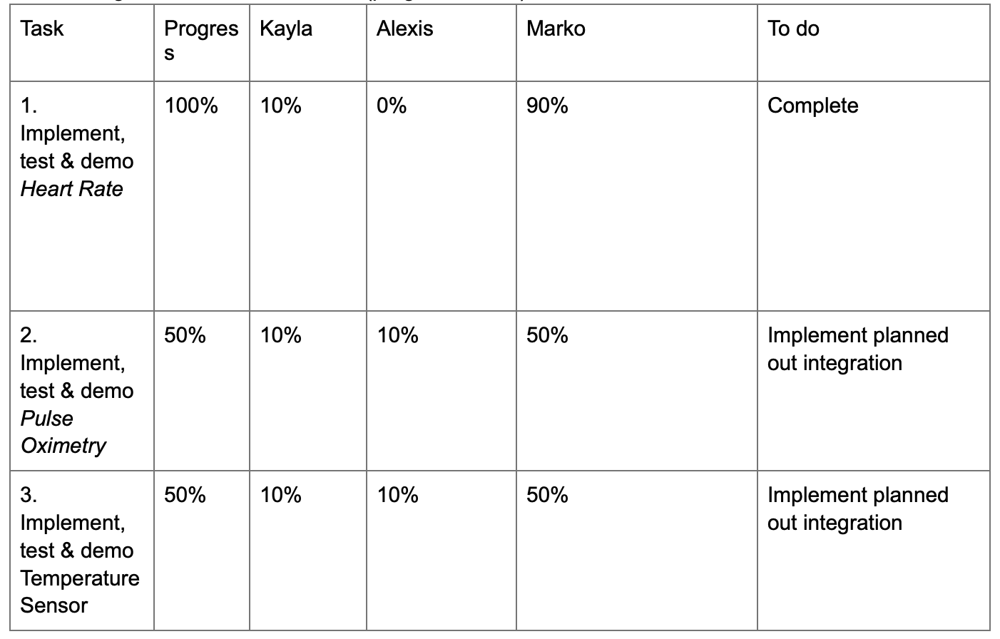 Task
Progres
s
Kayla
Alexis
Marko
To do
1.
Implement,
test & demo
Heart Rate
100%
10%
0%
90%
Complete
2.
Implement,
test & demo
Pulse
Oximetry
50%
10%
10%
50%
Implement planned
out integration
3.
Implement,
test & demo
Temperature
Sensor
50%
10%
10%
50%
Implement planned
out integration